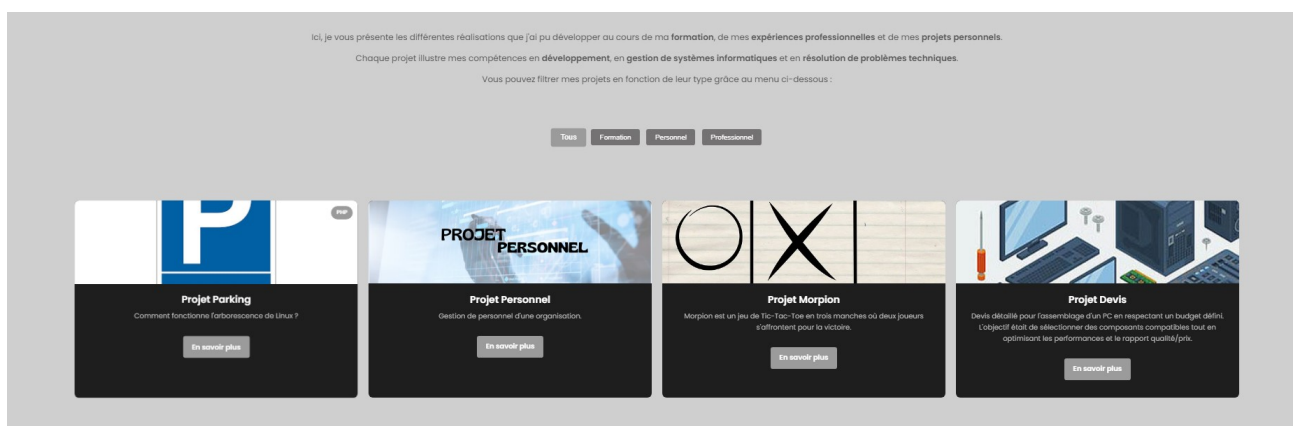 Ici, je vous présente les différentes réalisations que j'ai pu développer au cours de ma formation, de mes expériences professionnelles et de mes projets personnels.
Chaque projet illustre mes compétences en développement, en gestion de systèmes informatiques et en résolution de problèmes techniques.
Vous pouvez filtrer mes projets en fonction de leur type grâce au menu ci-dessous :
Tous
Formation
Personnel
Professionnel
P
PHP
Projet Parking
Comment fonctionne l'arborescence de Linux ?
En savoir plus
PROJET
PERSONNEL
Projet Personnel
Gestion de personnel d'une organisation.
En savoir plus
Projet Morpion
Morpion est un jeu de Tic-Tac-Toe en trois manches où deux joueurs
s'affrontent pour la victoire.
En savoir plus
Projet Devis
Devis détaillé pour l'assemblage d'un PC en respectant un budget défini.
L'objectif était de sélectionner des composants compatibles tout en
optimisant les performances et le rapport qualité/prix.
En savoir plus